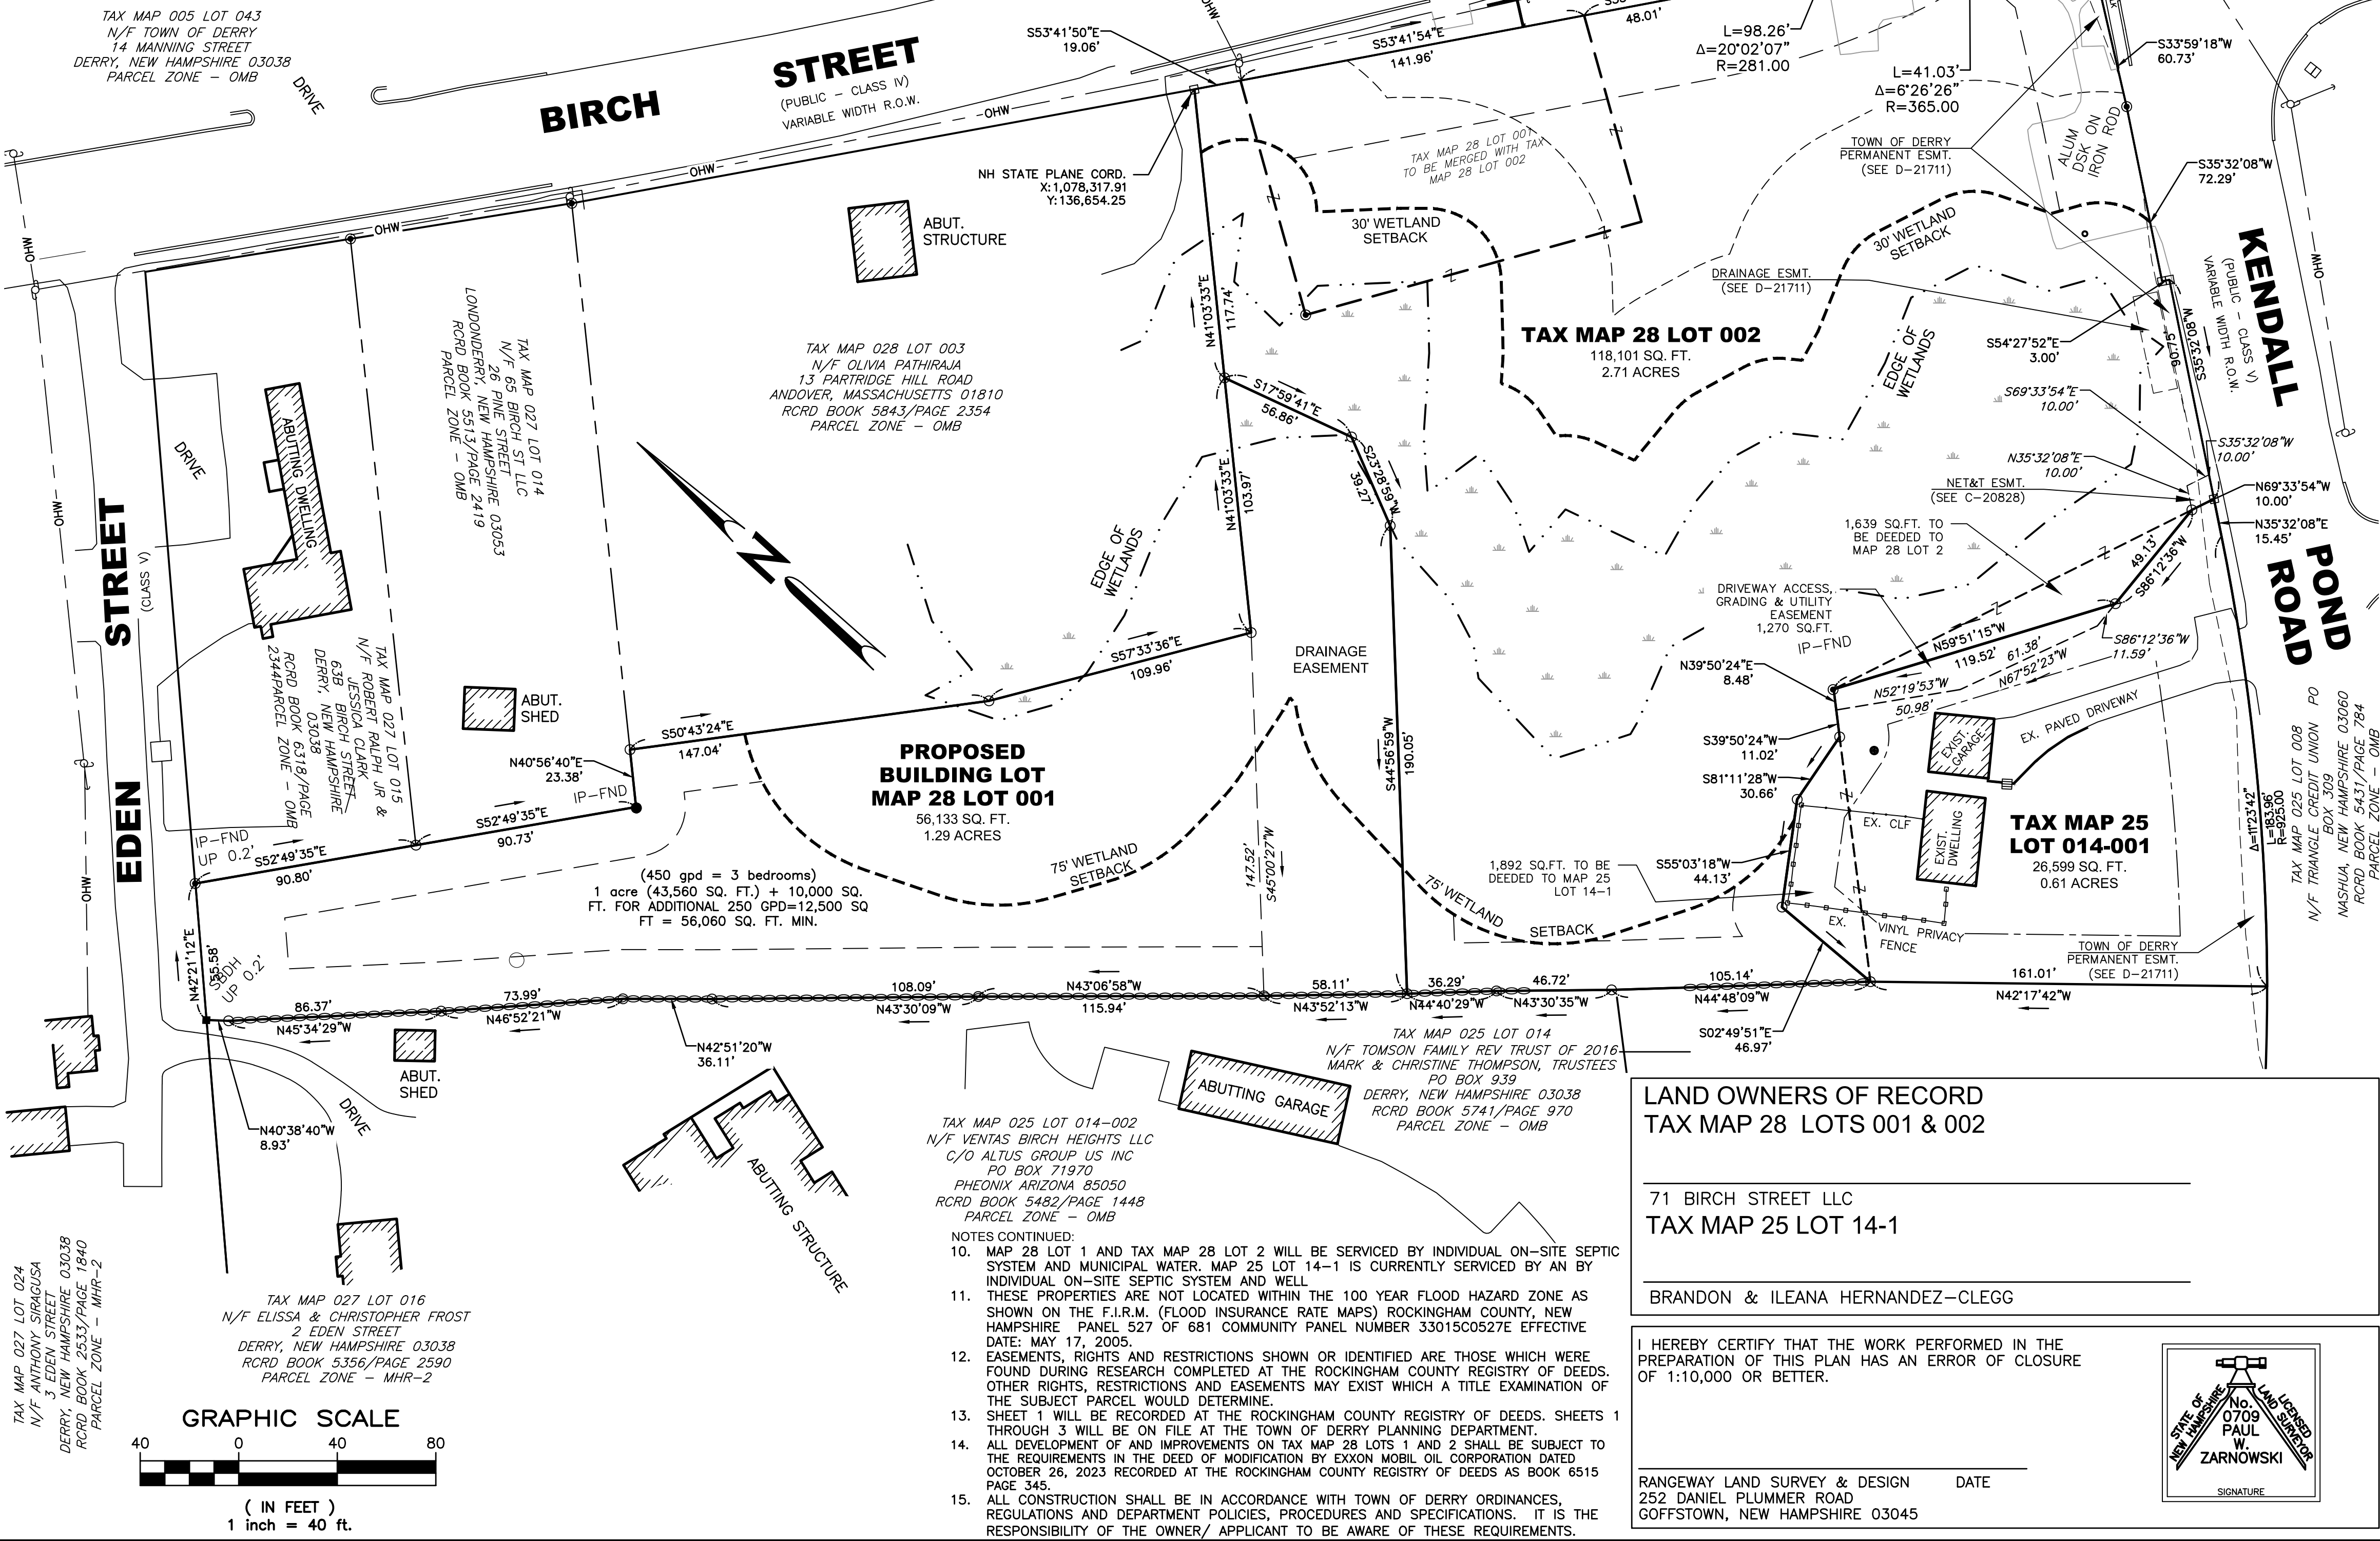 TAX MAP 005 LOT 043
N/F TOWN OF DERRY
14 MANNING STREET
DERRY, NEW HAMPSHIRE 03038
PARCEL ZONE - OMB
DRIVE
BIRCH
STREET
(PUBLIC - CLASS IV)
VARIABLE WIDTH R.O.W.
OHW
OHW
OHW
OHW
OHW
OHW
OHW
OHW
OHW
S53°41'50"E
19.06'
S53°41'54"E
141.96'
48.01'
L=98.26'
Δ=20°02'07"
R=281.00
L=41.03'
Δ=6°26'26"
R=365.00
S33°59'18"W
60.73'
TOWN OF DERRY
PERMANENT ESMT.
(SEE D-21711)
ALUM
DSK ON
IRON ROD
S35°32'08"W
72.29'
NH STATE PLANE CORD.
X:1,078,317.91
Y:136,654.25
TAX MAP 28 LOT 001
TO BE MERGED WITH TAX
MAP 28 LOT 002
30' WETLAND
SETBACK
30' WETLAND
SETBACK
ABUT.
STRUCTURE
KENDALL
(PUBLIC - CLASS V)
VARIABLE WIDTH R.O.W.
POND
ROAD
DRAINAGE ESMT.
(SEE D-21711)
TAX MAP 28 LOT 002
118,101 SQ. FT.
2.71 ACRES
EDGE OF
WETLANDS
S35°32'08"W
90.75'
S54°27'52"E
3.00'
S69°33'54"E
10.00'
S35°32'08"W
10.00'
N35°32'08"E
10.00'
NET&T ESMT.
(SEE C-20828)
N69°33'54"W
10.00'
N35°32'08"E
15.45'
1,639 SQ.FT. TO
BE DEEDED TO
MAP 28 LOT 2
49.13'
S86°12'36"W
DRIVEWAY ACCESS,
GRADING & UTILITY
EASEMENT
1,270 SQ.FT.
IP-FND
N59°51'15"W
119.52'
61.38'
N67°52'23"W
S86°12'36"W
11.59'
N52°19'53"W
50.98'
N39°50'24"E
8.48'
S39°50'24"W
11.02'
S81°11'28"W
30.66'
EXIST.
GARAGE
EX. PAVED DRIVEWAY
EX. CLF
EXIST.
DWELLING
TAX MAP 25
LOT 014-001
26,599 SQ. FT.
0.61 ACRES
Δ=11°23'42"
L=183.96'
R=925.00
TAX MAP 025 LOT 008
N/F TRIANGLE CREDIT UNION PO
BOX 309
NASHUA, NEW HAMPSHIRE 03060
RCRD BOOK 5431/PAGE 784
PARCEL ZONE - OMB
1,892 SQ.FT. TO BE
DEEDED TO MAP 25
LOT 14-1
S55°03'18"W
44.13'
EX. VINYL PRIVACY
FENCE
TOWN OF DERRY
PERMANENT ESMT.
(SEE D-21711)
161.01'
N42°17'42"W
S02°49'51"E
46.97'
N41°03'33"E
117.74'
S17°59'41"E
56.86'
S23°28'59"W
39.27'
N41°03'33"E
103.97'
EDGE OF
WETLANDS
S57°33'36"E
109.96'
DRAINAGE
EASEMENT
S44°56'59"W
190.05'
147.52'
S45°00'27"W
TAX MAP 028 LOT 003
N/F OLIVIA PATHIRAJA
13 PARTRIDGE HILL ROAD
ANDOVER, MASSACHUSETTS 01810
RCRD BOOK 5843/PAGE 2354
PARCEL ZONE - OMB
TAX MAP 027 LOT 014
N/F 65 BIRCH ST LLC
26 PINE STREET
LONDONDERRY, NEW HAMPSHIRE 03053
RCRD BOOK 5513/PAGE 2419
PARCEL ZONE - OMB
N
DRIVE
ABUTTING DWELLING
EDEN
STREET
(CLASS V)
TAX MAP 027 LOT 015
N/F ROBERT RALPH JR &
JESSICA CLARK
63B BIRCH STREET
DERRY, NEW HAMPSHIRE
03038
RCRD BOOK 6318/PAGE
2344PARCEL ZONE - OMB
ABUT.
SHED
S50°43'24"E
147.04'
N40°56'40"E
23.38'
IP-FND
S52°49'35"E
90.73'
IP-FND
UP 0.2'
S52°49'35"E
90.80'
PROPOSED
BUILDING LOT
MAP 28 LOT 001
56,133 SQ. FT.
1.29 ACRES
75' WETLAND
SETBACK
75' WETLAND
SETBACK
(450 gpd = 3 bedrooms)
1 acre (43,560 SQ. FT.) + 10,000 SQ.
FT. FOR ADDITIONAL 250 GPD=12,500 SQ
FT = 56,060 SQ. FT. MIN.
N42°21'12"E
55.58'
SBDH
UP 0.2'
86.37'
N45°34'29"W
73.99'
N46°52'21"W
N42°51'20"W
36.11'
108.09'
N43°30'09"W
N43°06'58"W
115.94'
58.11'
N43°52'13"W
36.29'
N44°40'29"W
46.72'
N43°30'35"W
105.14'
N44°48'09"W
N40°38'40"W
8.93'
ABUT.
SHED
DRIVE
ABUTTING STRUCTURE
ABUTTING GARAGE
TAX MAP 025 LOT 014
N/F TOMSON FAMILY REV TRUST OF 2016
MARK & CHRISTINE THOMPSON, TRUSTEES
PO BOX 939
DERRY, NEW HAMPSHIRE 03038
RCRD BOOK 5741/PAGE 970
PARCEL ZONE - OMB
TAX MAP 025 LOT 014-002
N/F VENTAS BIRCH HEIGHTS LLC
C/O ALTUS GROUP US INC
PO BOX 71970
PHEONIX ARIZONA 85050
RCRD BOOK 5482/PAGE 1448
PARCEL ZONE - OMB
TAX MAP 027 LOT 024
N/F ANTHONY SIRAGUSA
3 EDEN STREET
DERRY, NEW HAMPSHIRE 03038
RCRD BOOK 2533/PAGE 1840
PARCEL ZONE - MHR-2
TAX MAP 027 LOT 016
N/F ELISSA & CHRISTOPHER FROST
2 EDEN STREET
DERRY, NEW HAMPSHIRE 03038
RCRD BOOK 5356/PAGE 2590
PARCEL ZONE - MHR-2
GRAPHIC SCALE
40 0 40 80
( IN FEET )
1 inch = 40 ft.
NOTES CONTINUED:
10. MAP 28 LOT 1 AND TAX MAP 28 LOT 2 WILL BE SERVICED BY INDIVIDUAL ON-SITE SEPTIC
SYSTEM AND MUNICIPAL WATER. MAP 25 LOT 14-1 IS CURRENTLY SERVICED BY AN BY
INDIVIDUAL ON-SITE SEPTIC SYSTEM AND WELL
11. THESE PROPERTIES ARE NOT LOCATED WITHIN THE 100 YEAR FLOOD HAZARD ZONE AS
SHOWN ON THE F.I.R.M. (FLOOD INSURANCE RATE MAPS) ROCKINGHAM COUNTY, NEW
HAMPSHIRE PANEL 527 OF 681 COMMUNITY PANEL NUMBER 33015C0527E EFFECTIVE
DATE: MAY 17, 2005.
12. EASEMENTS, RIGHTS AND RESTRICTIONS SHOWN OR IDENTIFIED ARE THOSE WHICH WERE
FOUND DURING RESEARCH COMPLETED AT THE ROCKINGHAM COUNTY REGISTRY OF DEEDS.
OTHER RIGHTS, RESTRICTIONS AND EASEMENTS MAY EXIST WHICH A TITLE EXAMINATION OF
THE SUBJECT PARCEL WOULD DETERMINE.
13. SHEET 1 WILL BE RECORDED AT THE ROCKINGHAM COUNTY REGISTRY OF DEEDS. SHEETS 1
THROUGH 3 WILL BE ON FILE AT THE TOWN OF DERRY PLANNING DEPARTMENT.
14. ALL DEVELOPMENT OF AND IMPROVEMENTS ON TAX MAP 28 LOTS 1 AND 2 SHALL BE SUBJECT TO
THE REQUIREMENTS IN THE DEED OF MODIFICATION BY EXXON MOBIL OIL CORPORATION DATED
OCTOBER 26, 2023 RECORDED AT THE ROCKINGHAM COUNTY REGISTRY OF DEEDS AS BOOK 6515
PAGE 345.
15. ALL CONSTRUCTION SHALL BE IN ACCORDANCE WITH TOWN OF DERRY ORDINANCES,
REGULATIONS AND DEPARTMENT POLICIES, PROCEDURES AND SPECIFICATIONS. IT IS THE
RESPONSIBILITY OF THE OWNER/ APPLICANT TO BE AWARE OF THESE REQUIREMENTS.
LAND OWNERS OF RECORD
TAX MAP 28 LOTS 001 & 002
71 BIRCH STREET LLC
TAX MAP 25 LOT 14-1
BRANDON & ILEANA HERNANDEZ-CLEGG
I HEREBY CERTIFY THAT THE WORK PERFORMED IN THE
PREPARATION OF THIS PLAN HAS AN ERROR OF CLOSURE
OF 1:10,000 OR BETTER.
RANGEWAY LAND SURVEY & DESIGN DATE
252 DANIEL PLUMMER ROAD
GOFFSTOWN, NEW HAMPSHIRE 03045
STATE OF
NEW HAMPSHIRE
LICENSED
LAND SURVEYOR
No.
0709
PAUL
W.
ZARNOWSKI
SIGNATURE